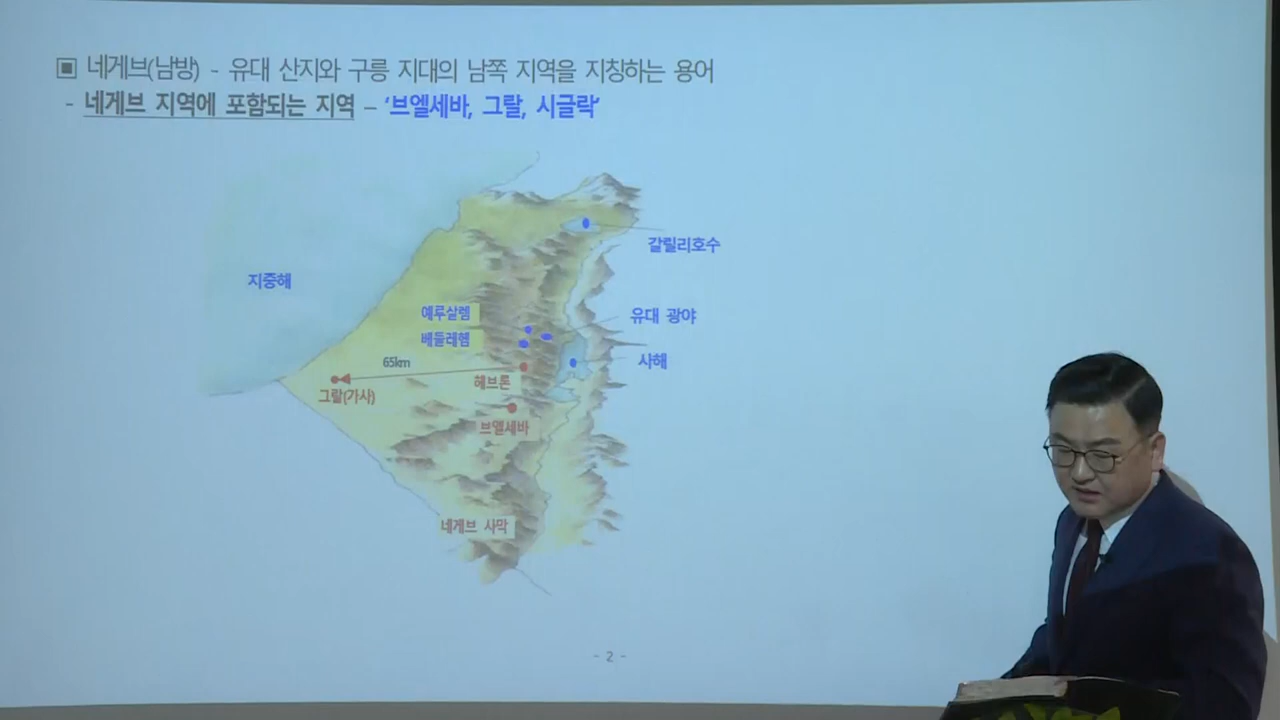 ▣ 네게브(남방) - 유대 산지와 구릉 지대의 남쪽 지역을 지칭하는 용어
- 네게브 지역에 포함되는 지역 – ‘브엘세바, 그랄, 시글락’
갈릴리호수
지중해
예루살렘
유대 광야
베들레헴
65km
사해
헤브론
그랄(가사)
브엘세바
네게브 사막
- 2 -